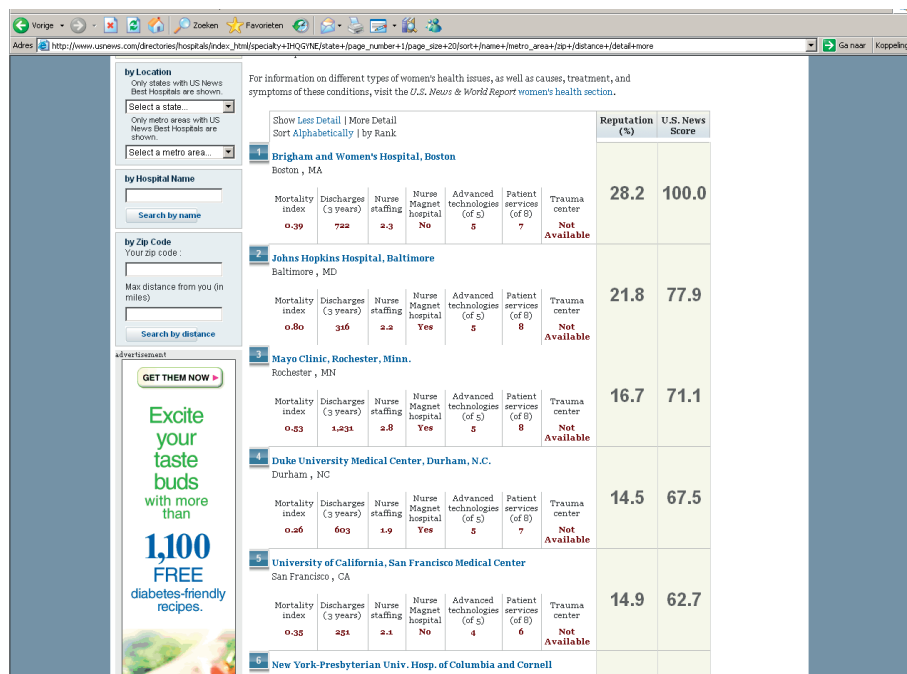 Vorige
Zoeken
Favorieten
Adres
http://www.usnews.com/directories/hospitals/index_html/specialty+IHQGYNE/state+/page_number+1/page_size+20/sort+/name+/metro_area+/zip+/distance+/detail+more
Ga naar
Koppeling
by Location
Only states with US News
Best Hospitals are shown.
Select a state...
Only metro areas with US
News Best Hospitals are
shown.
Select a metro area...
by Hospital Name
Search by name
by Zip Code
Your zip code :
Max distance from you (in
miles)
Search by distance
advertisement
GET THEM NOW
Excite
your
taste
buds
with more
than
1,100
FREE
diabetes-friendly
recipes.
For information on different types of women's health issues, as well as causes, treatment, and
symptoms of these conditions, visit the U.S. News & World Report women's health section.
Show Less Detail | More Detail
Sort Alphabetically | by Rank
Reputation (%)
U.S. News Score
1 Brigham and Women's Hospital, Boston
Boston , MA
Mortality index Discharges (3 years) Nurse staffing Nurse Magnet hospital Advanced technologies (of 5) Patient services (of 8) Trauma center
0.39 722 2.3 No 5 7 Not Available
28.2 100.0
2 Johns Hopkins Hospital, Baltimore
Baltimore , MD
Mortality index Discharges (3 years) Nurse staffing Nurse Magnet hospital Advanced technologies (of 5) Patient services (of 8) Trauma center
0.80 316 2.2 Yes 5 8 Not Available
21.8 77.9
3 Mayo Clinic, Rochester, Minn.
Rochester , MN
Mortality index Discharges (3 years) Nurse staffing Nurse Magnet hospital Advanced technologies (of 5) Patient services (of 8) Trauma center
0.53 1,231 2.8 Yes 5 8 Not Available
16.7 71.1
4 Duke University Medical Center, Durham, N.C.
Durham , NC
Mortality index Discharges (3 years) Nurse staffing Nurse Magnet hospital Advanced technologies (of 5) Patient services (of 8) Trauma center
0.26 603 1.9 Yes 5 7 Not Available
14.5 67.5
5 University of California, San Francisco Medical Center
San Francisco , CA
Mortality index Discharges (3 years) Nurse staffing Nurse Magnet hospital Advanced technologies (of 5) Patient services (of 8) Trauma center
0.35 251 2.1 No 4 6 Not Available
14.9 62.7
6 New York-Presbyterian Univ. Hosp. of Columbia and Cornell